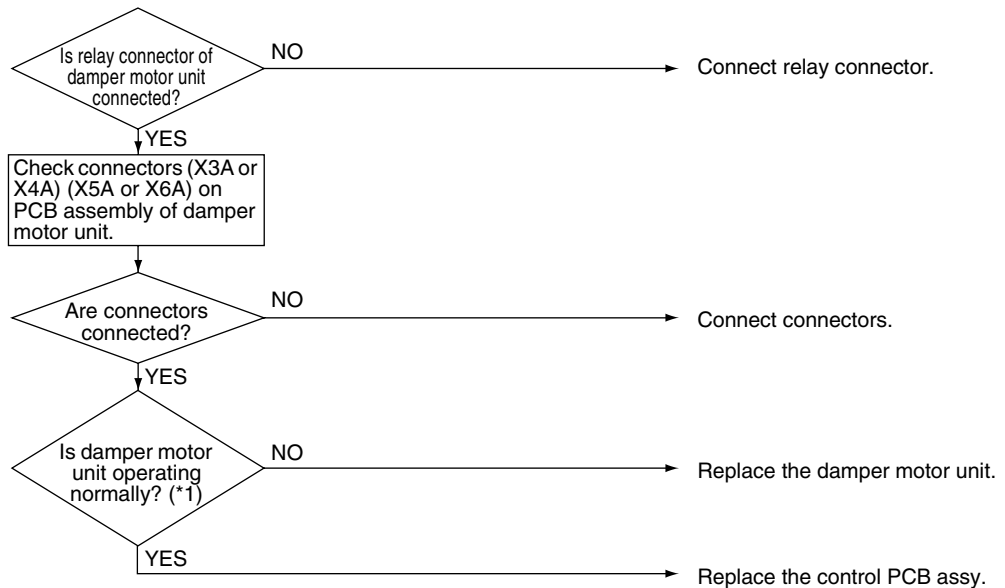 Is relay connector of
damper motor unit
connected?
NO
Connect relay connector.
YES
Check connectors (X3A or
X4A) (X5A or X6A) on
PCB assembly of damper
motor unit.
Are connectors
connected?
NO
Connect connectors.
YES
Is damper motor
unit operating
normally? (*1)
NO
Replace the damper motor unit.
YES
Replace the control PCB assy.